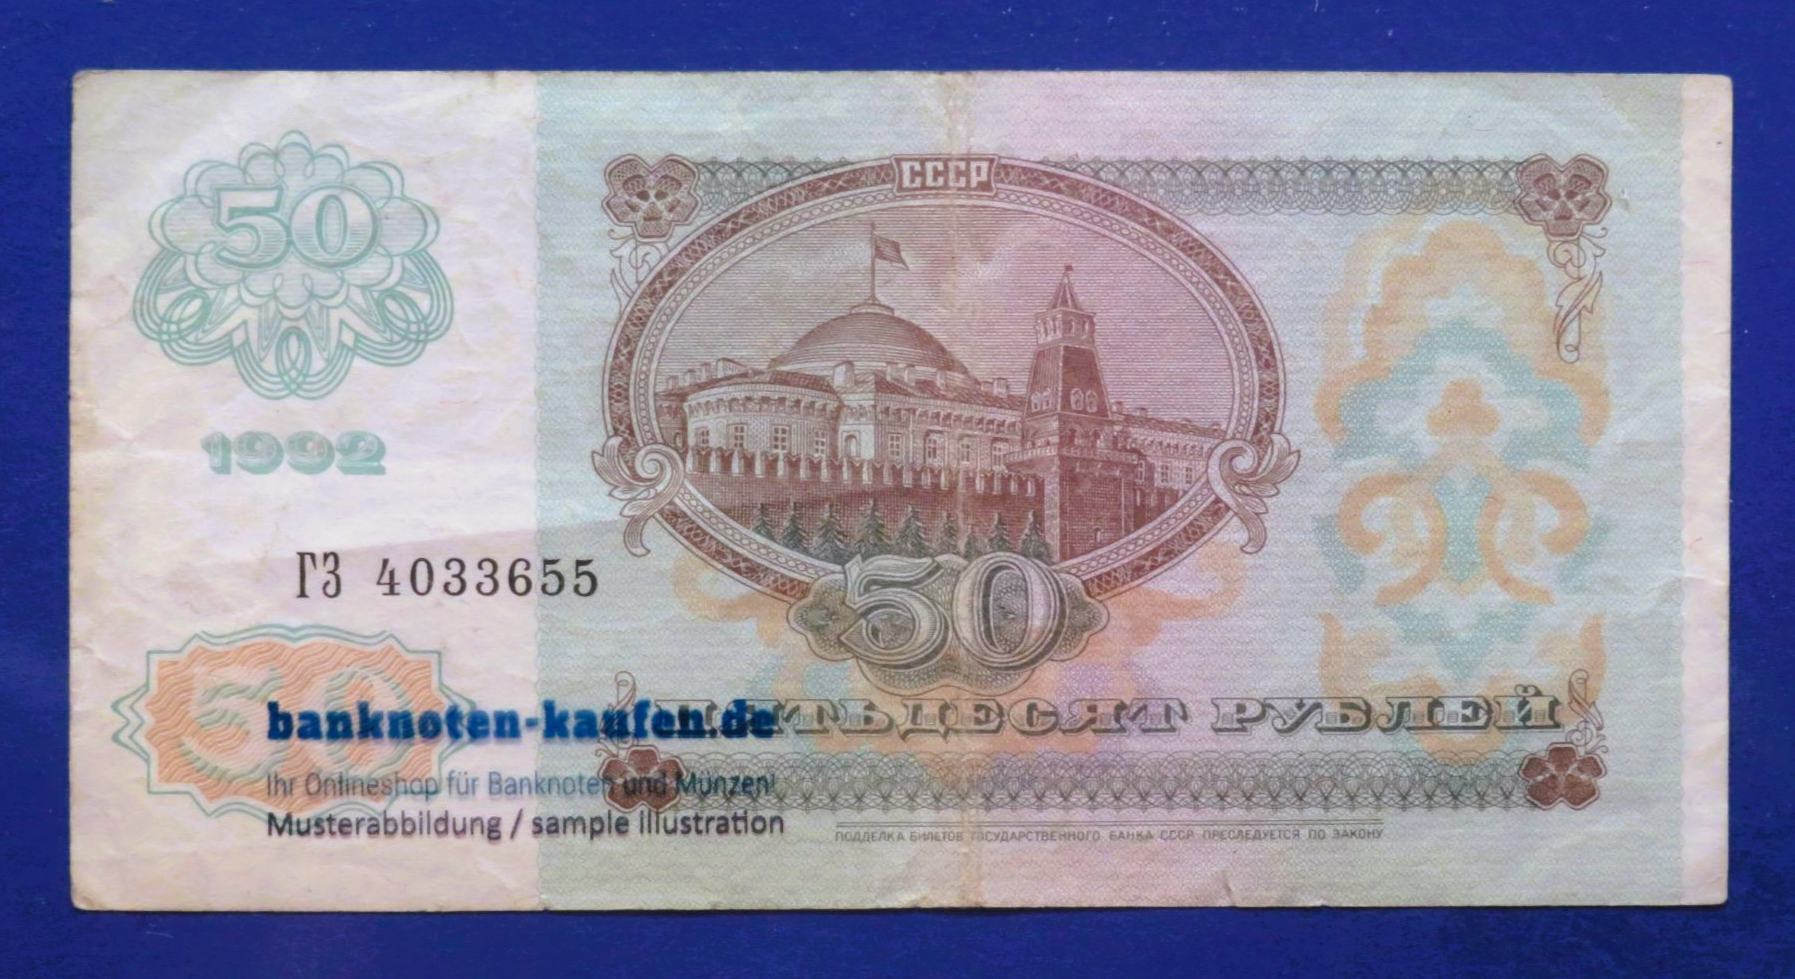 СССР
50
1992
ГЗ 4033655
50
50
ПЯТЬДЕСЯТ РУБЛЕЙ
banknoten-kaufen.de
Ihr Onlineshop für Banknoten und Münzen!
Musterabbildung / sample illustration
ПОДДЕЛКА БИЛЕТОВ ГОСУДАРСТВЕННОГО БАНКА СССР ПРЕСЛЕДУЕТСЯ ПО ЗАКОНУ